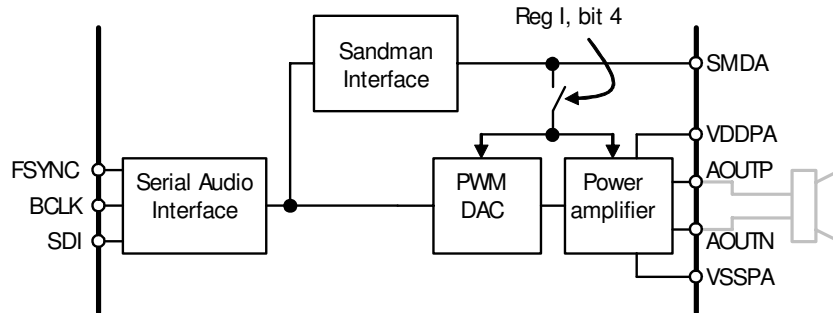 Reg I, bit 4
Sandman
Interface
SMDA
VDDPA
FSYNC
BCLK
SDI
Serial Audio
Interface
PWM
DAC
Power
amplifier
AOUTP
AOUTN
VSSPA